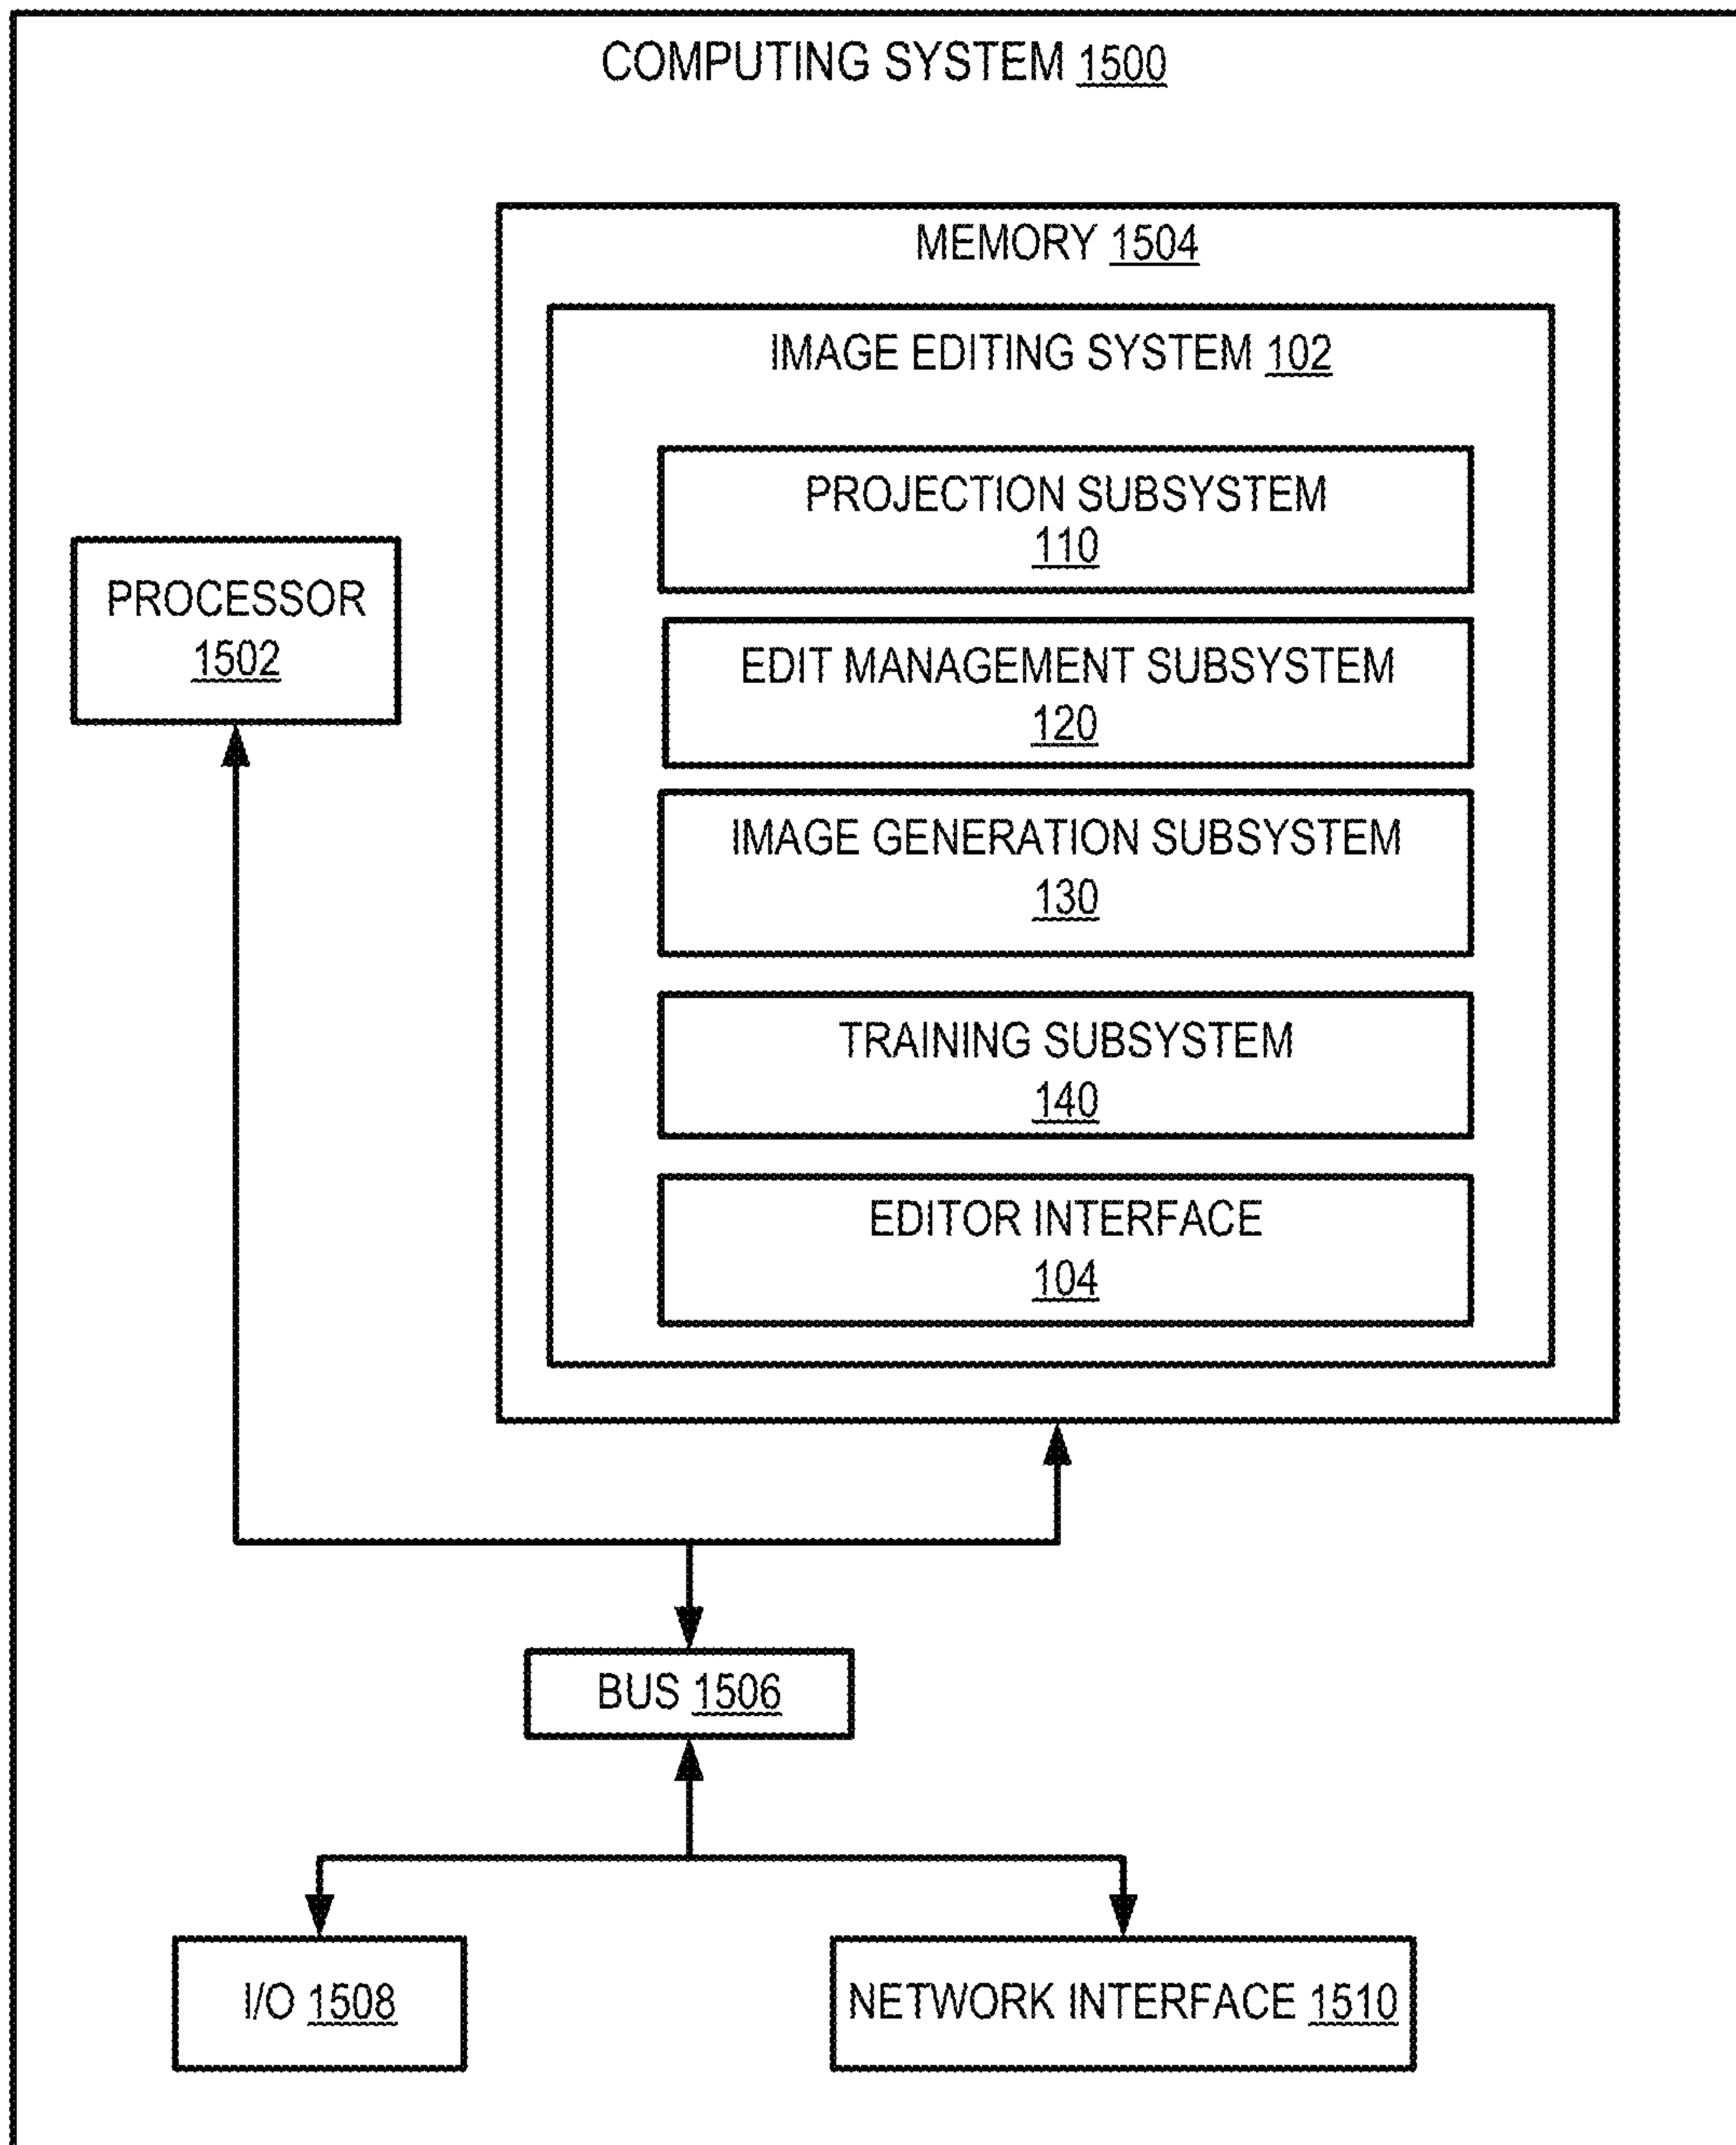 COMPUTING SYSTEM 1500
MEMORY 1504
IMAGE EDITING SYSTEM 102
PROJECTION SUBSYSTEM
110
PROCESSOR
1502
EDIT MANAGEMENT SUBSYSTEM
120
IMAGE GENERATION SUBSYSTEM
130
TRAINING SUBSYSTEM
140
EDITOR INTERFACE
104
BUS 1506
I/O 1508
NETWORK INTERFACE 1510